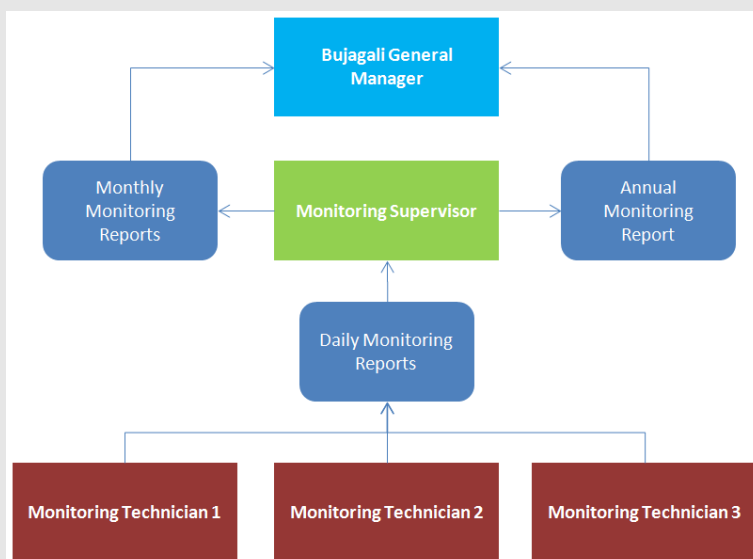 Bujagali General
Manager
Monthly
Monitoring
Reports
Monitoring Supervisor
Annual
Monitoring
Report
Daily Monitoring
Reports
Monitoring Technician 1
Monitoring Technician 2
Monitoring Technician 3